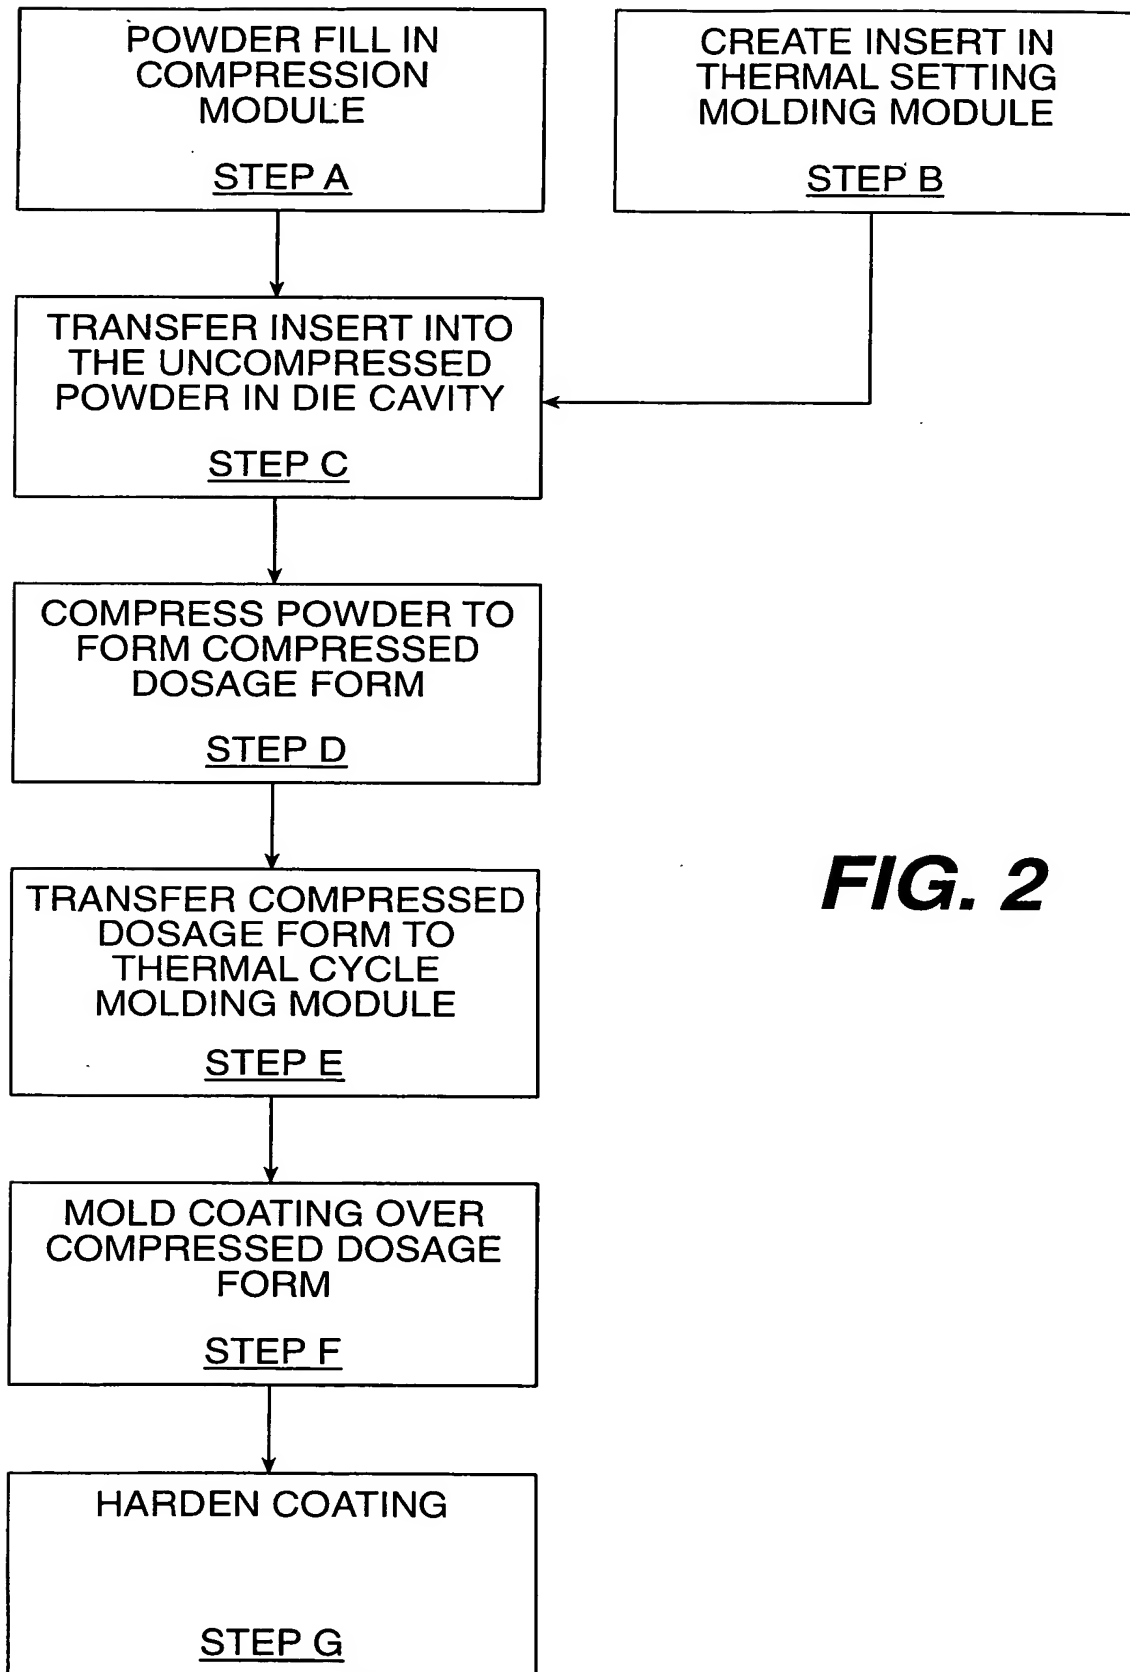 POWDER FILL IN
COMPRESSION
MODULE
STEP A
CREATE INSERT IN
THERMAL SETTING
MOLDING MODULE
STEP B
TRANSFER INSERT INTO
THE UNCOMPRESSED
POWDER IN DIE CAVITY
STEP C
COMPRESS POWDER TO
FORM COMPRESSED
DOSAGE FORM
STEP D
TRANSFER COMPRESSED
DOSAGE FORM TO
THERMAL CYCLE
MOLDING MODULE
STEP E
MOLD COATING OVER
COMPRESSED DOSAGE
FORM
STEP F
HARDEN COATING
STEP G
FIG. 2